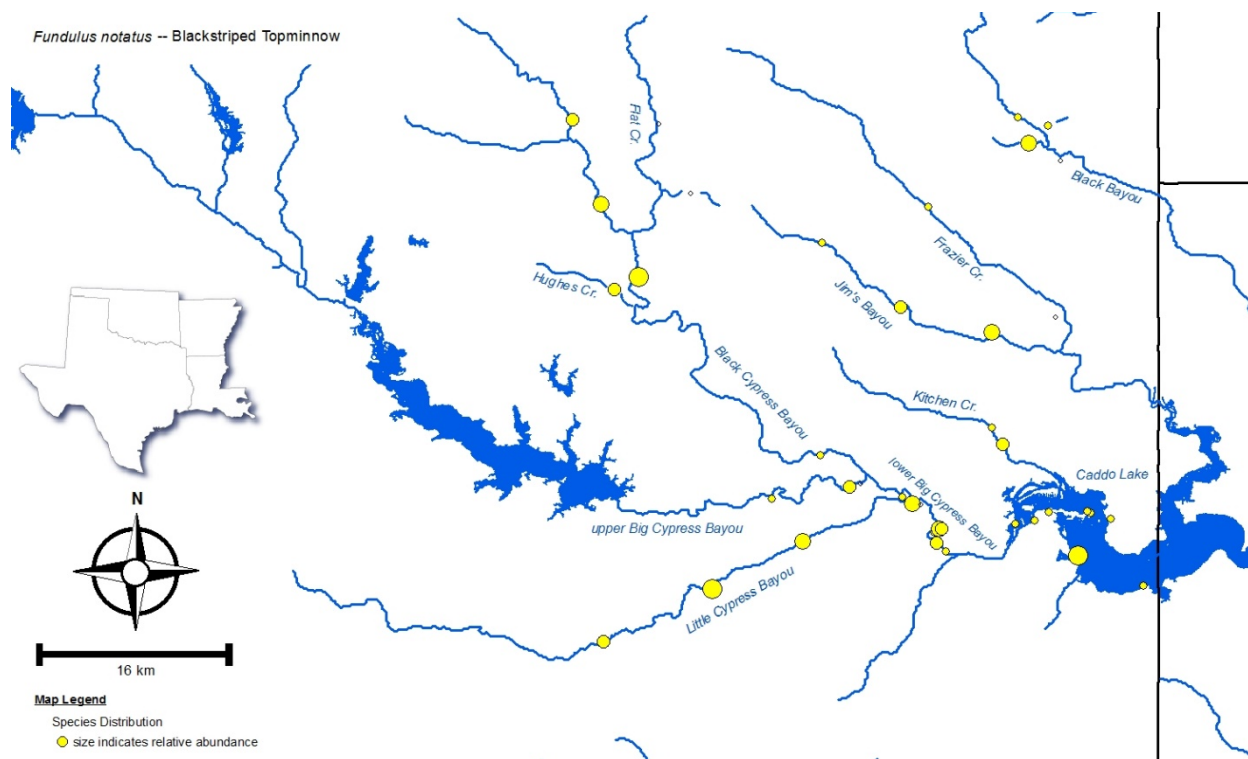 Fundulus notatus -- Blackstriped Topminnow
Flat Cr.
Black Bayou
Frazier Cr.
Hughes Cr.
Jim's Bayou
Black Cypress Bayou
Kitchen Cr.
Caddo Lake
lower Big Cypress Bayou
upper Big Cypress Bayou
Little Cypress Bayou
N
16 km
Map Legend
Species Distribution
size indicates relative abundance